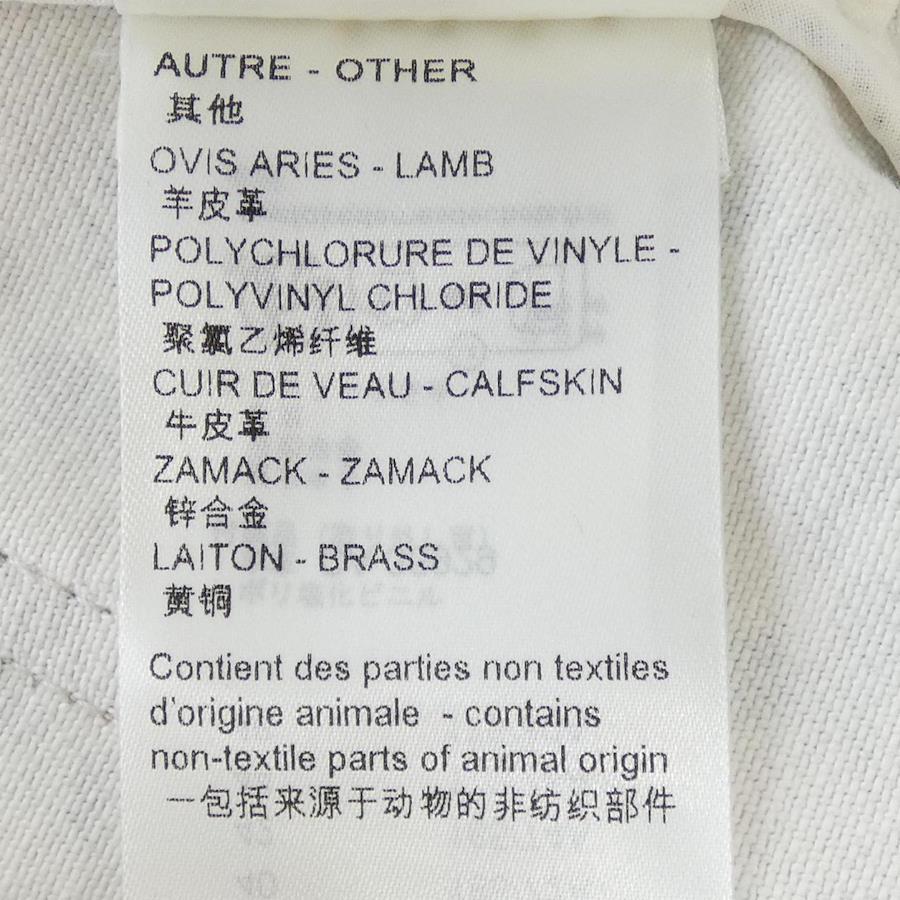 AUTRE - OTHER
其他
OVIS ARIES - LAMB
羊皮革
POLYCHLORURE DE VINYLE -
POLYVINYL CHLORIDE
聚氯乙烯纤维
CUIR DE VEAU - CALFSKIN
牛皮革
ZAMACK - ZAMACK
锌合金
LAITON - BRASS
黄铜
Contient des parties non textiles
d'origine animale - contains
non-textile parts of animal origin
一包括来源于动物的非纺织部件